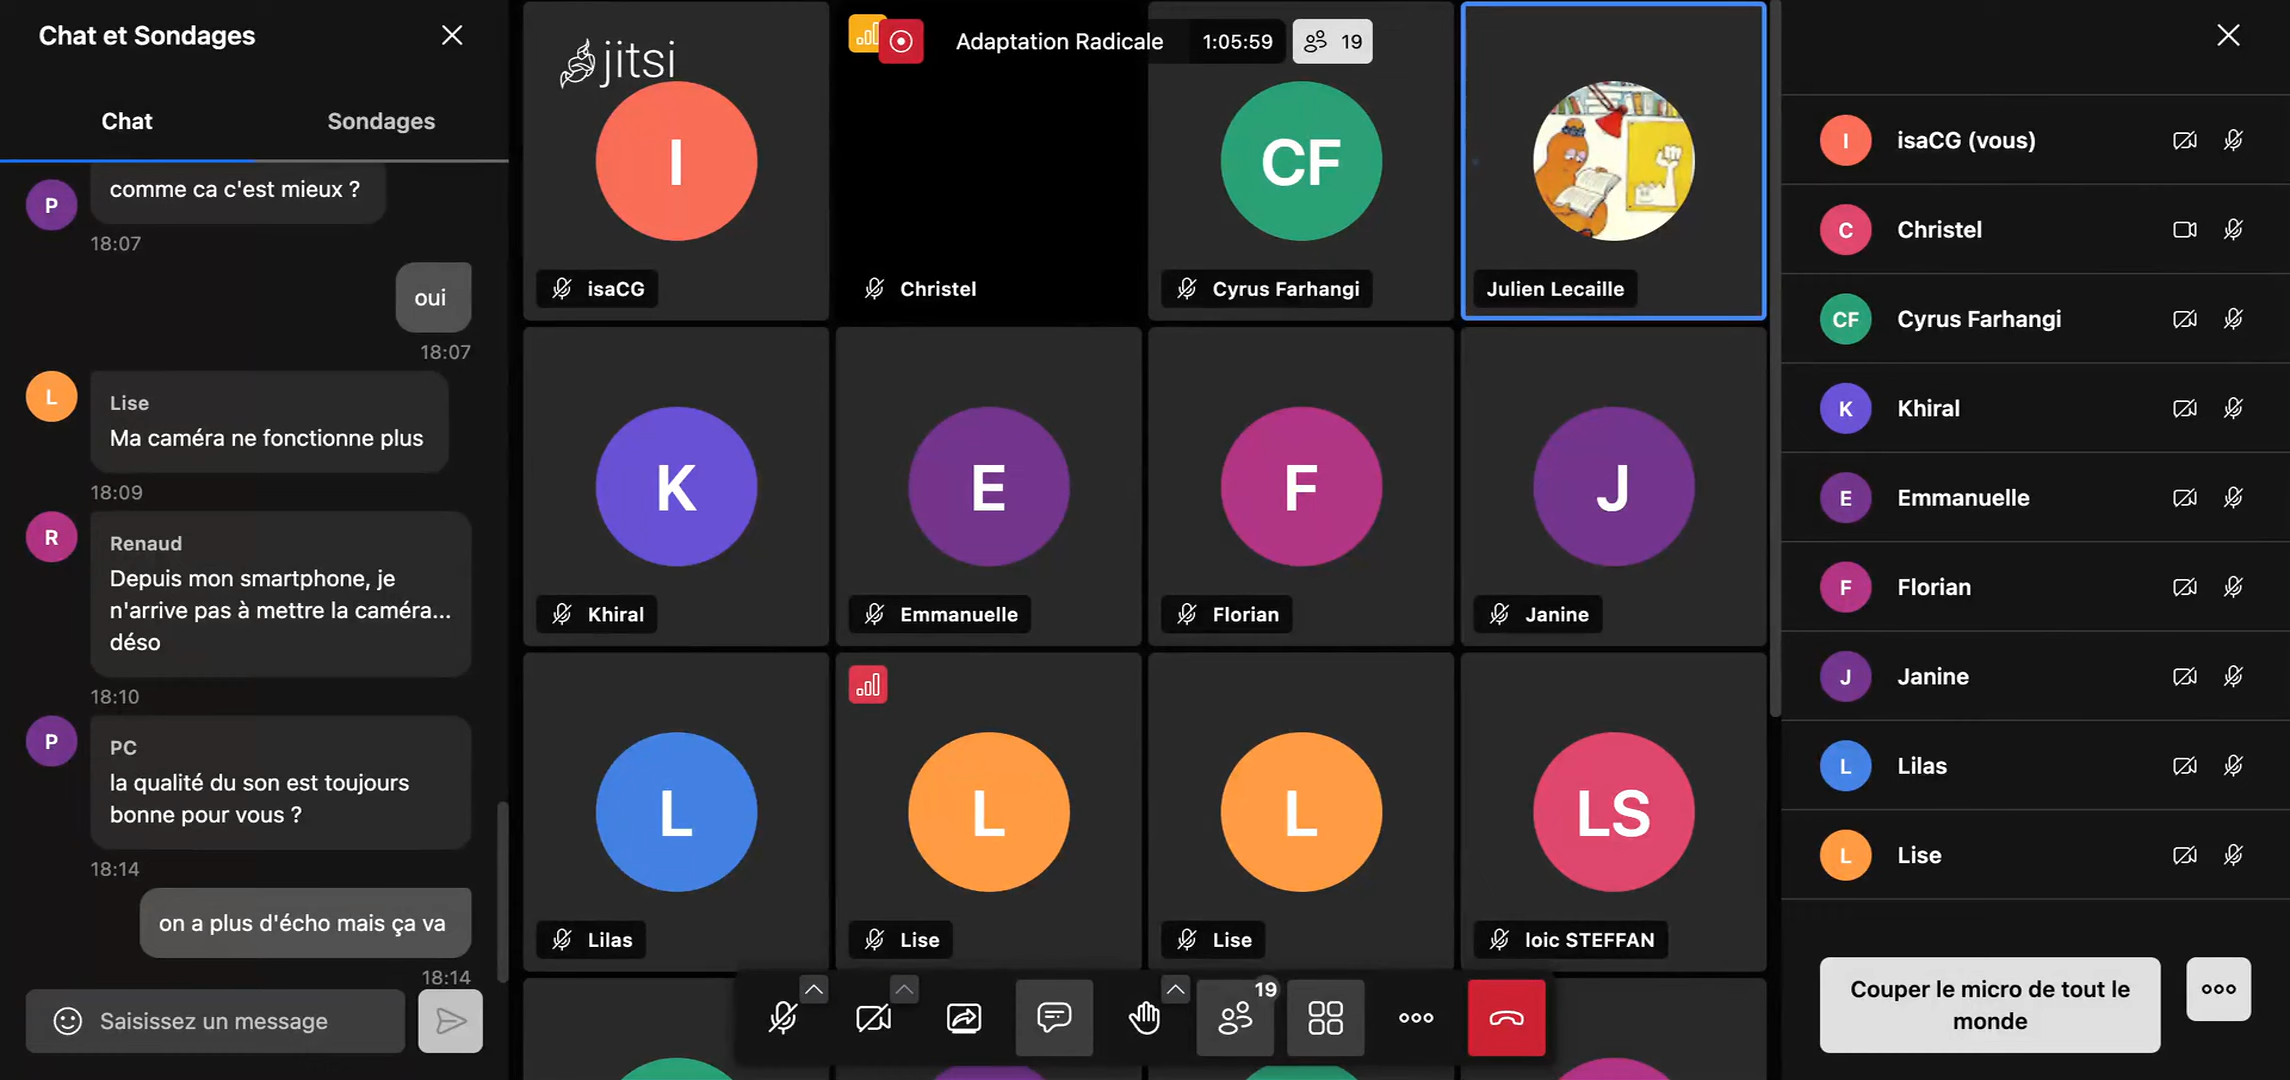 Chat et Sondages
Chat
Sondages
P
comme ca c'est mieux ?
18:07
oui
18:07
L
Lise
Ma caméra ne fonctionne plus
18:09
R
Renaud
Depuis mon smartphone, je
n'arrive pas à mettre la caméra...
déso
18:10
P
PC
la qualité du son est toujours
bonne pour vous ?
18:14
on a plus d'écho mais ça va
18:14
Saisissez un message
jitsi
Adaptation Radicale
1:05:59
19
I
isaCG
Christel
CF
Cyrus Farhangi
Julien Lecaille
K
Khiral
E
Emmanuelle
F
Florian
J
Janine
L
Lilas
L
Lise
L
Lise
LS
loic STEFFAN
19
I
isaCG (vous)
C
Christel
CF
Cyrus Farhangi
K
Khiral
E
Emmanuelle
F
Florian
J
Janine
L
Lilas
L
Lise
Couper le micro de tout le
monde